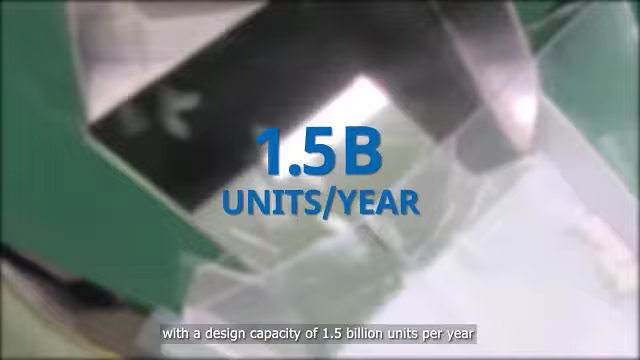 1.5B
UNITS/YEAR
with a design capacity of 1.5 billion units per year